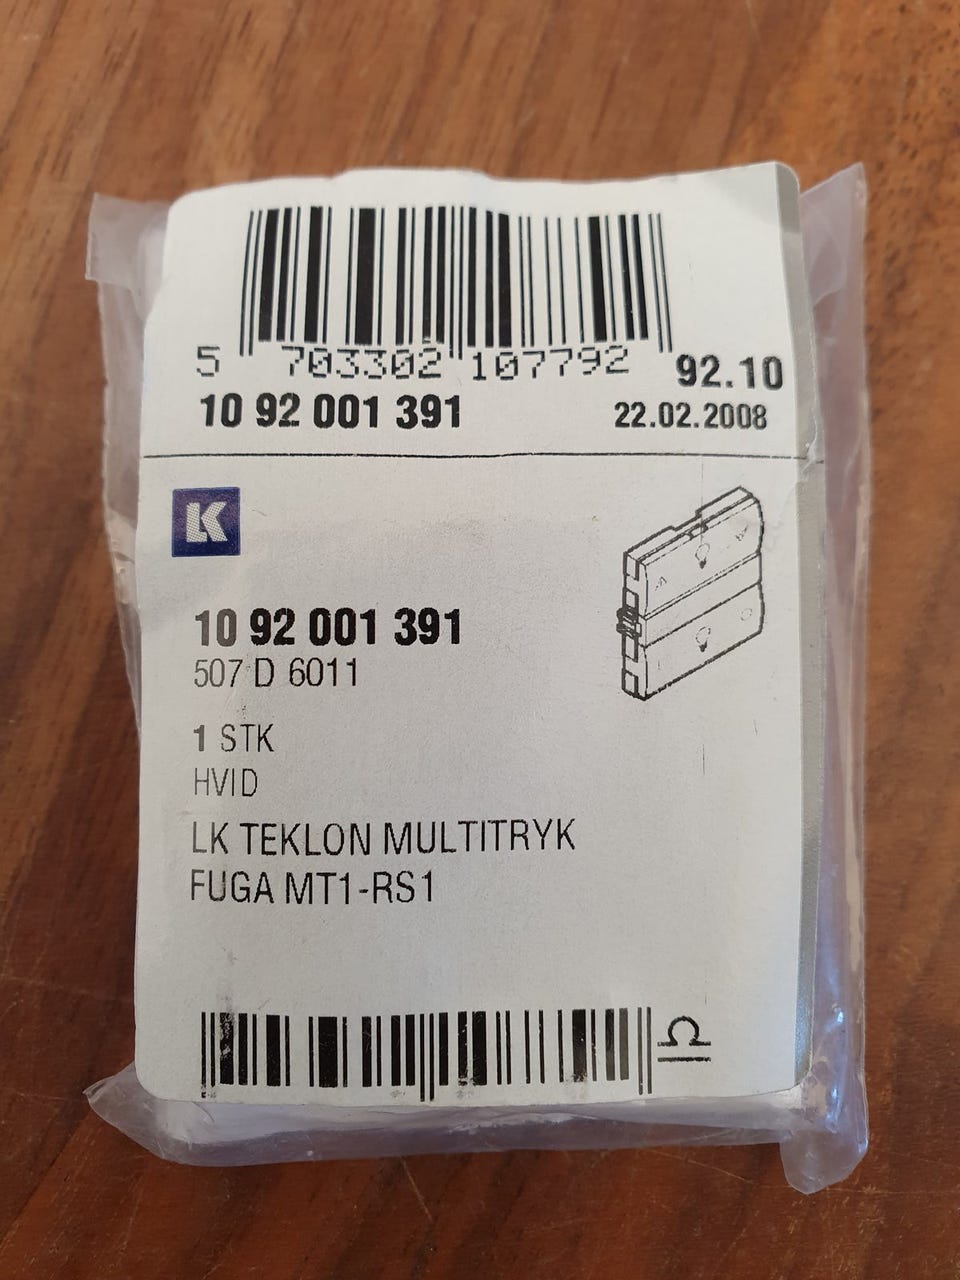 5 703302 107792
92.10
10 92 001 391
22.02.2008
LK
10 92 001 391
507 D 6011
1 STK
HVID
LK TEKLON MULTITRYK
FUGA MT1-RS1